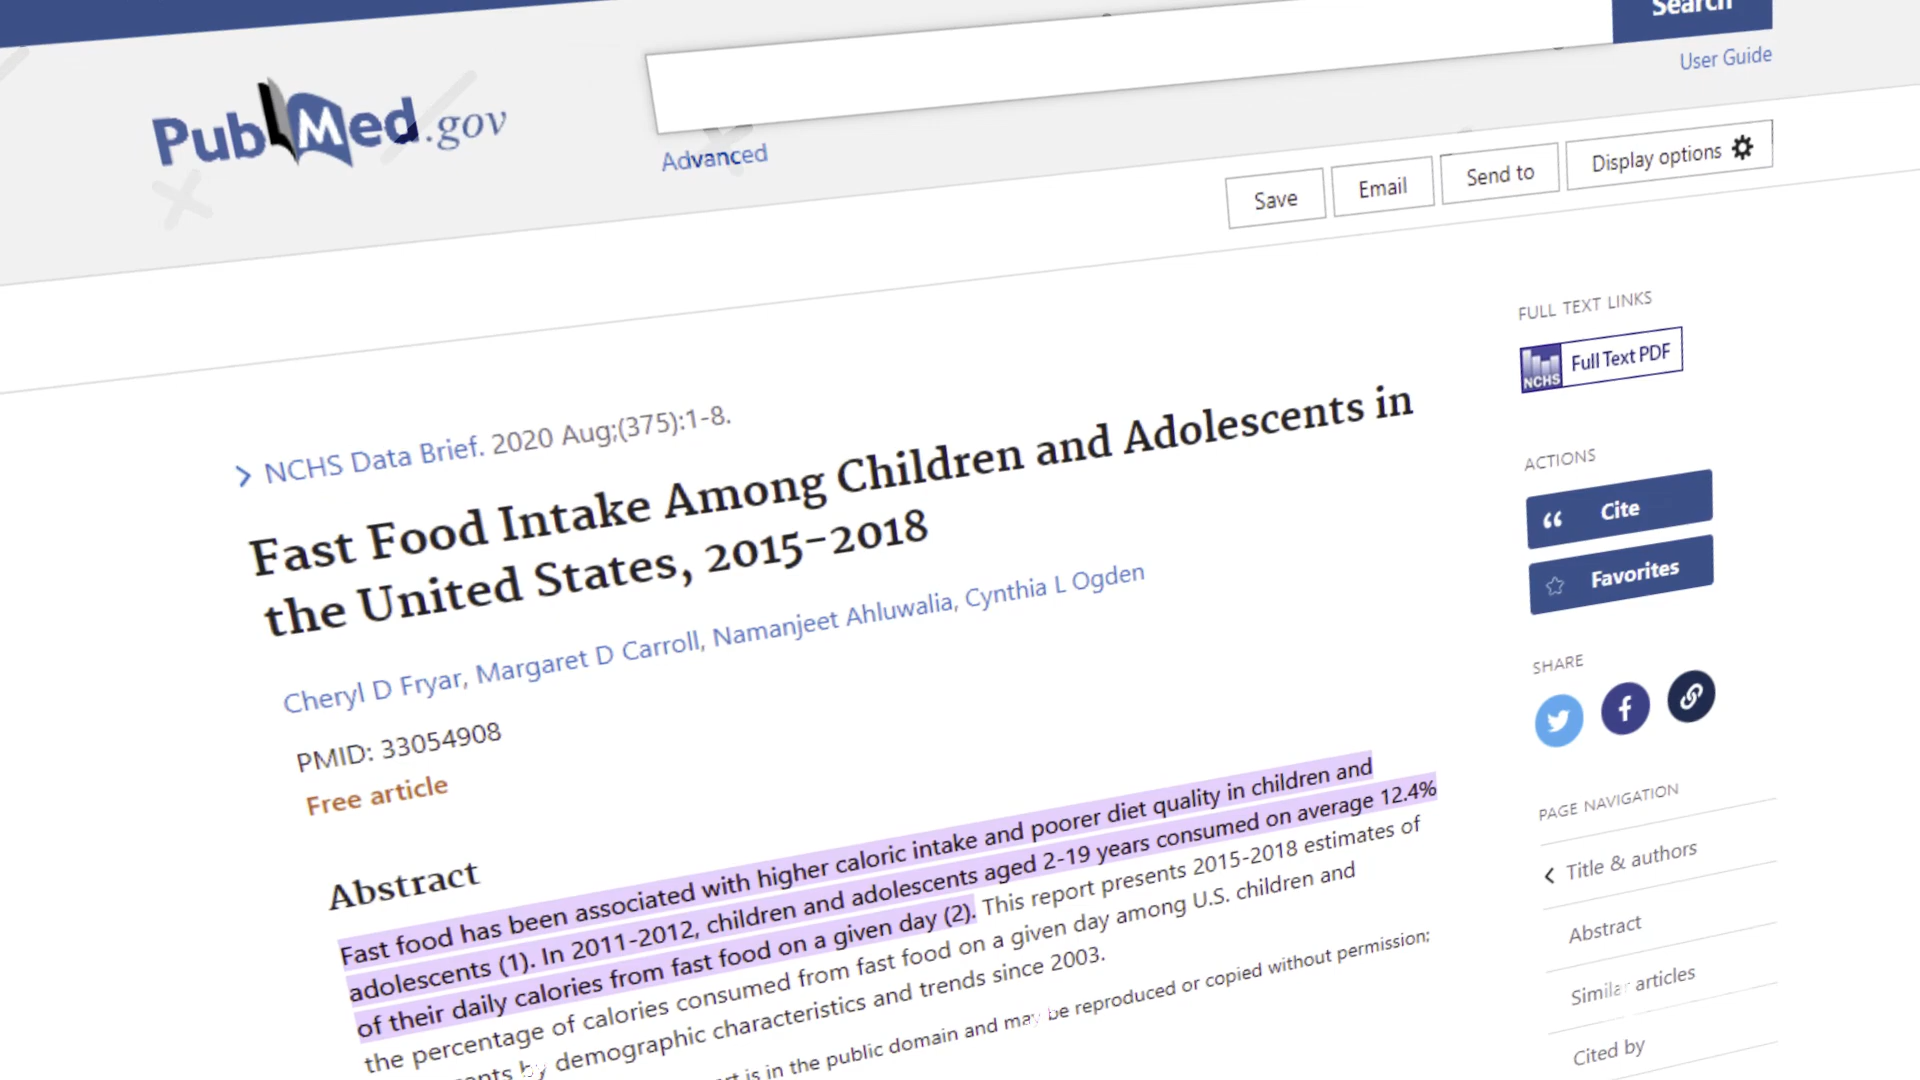 Search
User Guide
PubMed.gov
Advanced
Save
Email
Send to
Display options
FULL TEXT LINKS
NCHS
Full Text PDF
NCHS Data Brief. 2020 Aug;(375):1-8.
Fast Food Intake Among Children and Adolescents in
the United States, 2015-2018
Cheryl D Fryar, Margaret D Carroll, Namanjeet Ahluwalia, Cynthia L Ogden
PMID: 33054908
Free article
Abstract
Fast food has been associated with higher caloric intake and poorer diet quality in children and
adolescents (1). In 2011-2012, children and adolescents aged 2-19 years consumed on average 12.4%
of their daily calories from fast food on a given day (2). This report presents 2015-2018 estimates of
the percentage of calories consumed from fast food on a given day among U.S. children and
by demographic characteristics and trends since 2003.
is in the public domain and may be reproduced or copied without permission;
ACTIONS
Cite
Favorites
SHARE
PAGE NAVIGATION
Title & authors
Abstract
Similar articles
Cited by